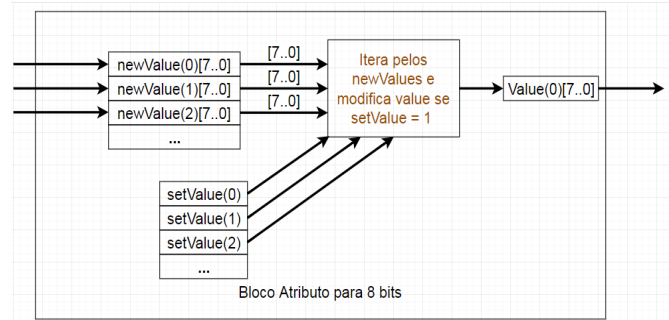 newValue(0)[7..0]
newValue(1)[7..0]
newValue(2)[7..0]
...
[7..0]
[7..0]
[7..0]
Itera pelos
newValues e
modifica value se
setValue = 1
Value(0)[7..0]
setValue(0)
setValue(1)
setValue(2)
...
Bloco Atributo para 8 bits